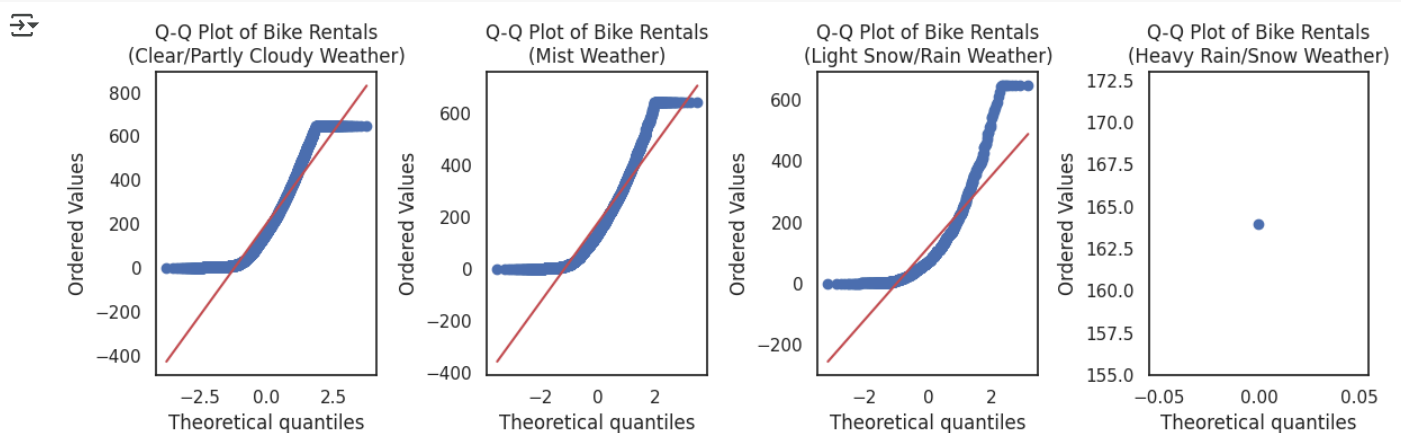 Q-Q Plot of Bike Rentals
(Clear/Partly Cloudy Weather)
800
600
400
200
0
−200
−400
Ordered Values
−2.5 0.0 2.5
Theoretical quantiles
Q-Q Plot of Bike Rentals
(Mist Weather)
600
400
200
0
−200
−400
Ordered Values
−2 0 2
Theoretical quantiles
Q-Q Plot of Bike Rentals
(Light Snow/Rain Weather)
600
400
200
0
−200
Ordered Values
−2 0 2
Theoretical quantiles
Q-Q Plot of Bike Rentals
(Heavy Rain/Snow Weather)
172.5
170.0
167.5
165.0
162.5
160.0
157.5
155.0
Ordered Values
−0.05 0.00 0.05
Theoretical quantiles